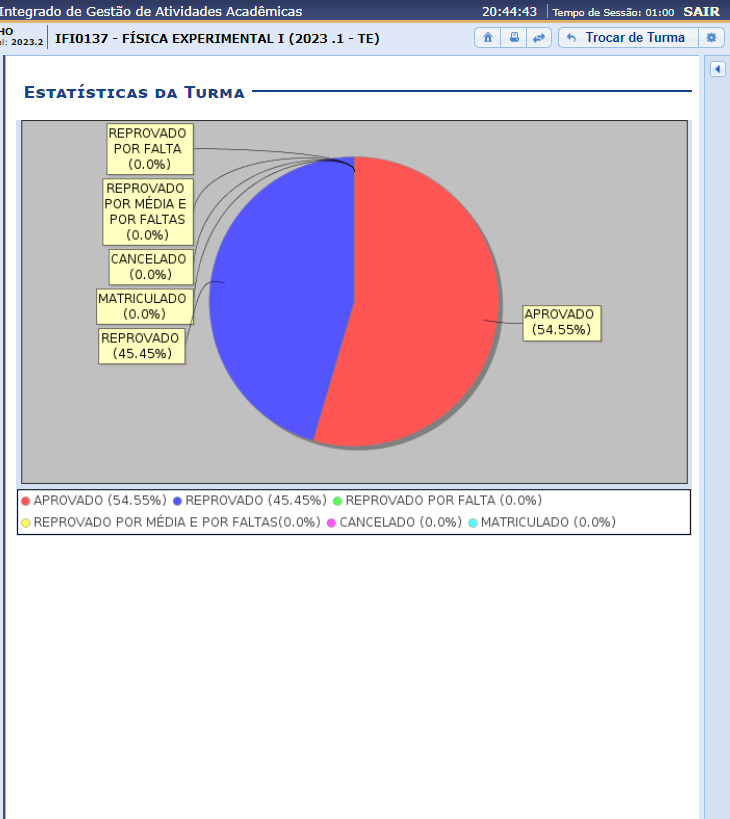 Integrado de Gestão de Atividades Acadêmicas
20:44:43
Tempo de Sessão: 01:00
SAIR
HO
el: 2023.2
IFI0137 - FÍSICA EXPERIMENTAL I (2023 .1 - TE)
Trocar de Turma
Estatísticas da Turma
REPROVADO
POR FALTA
(0.0%)
REPROVADO
POR MÉDIA E
POR FALTAS
(0.0%)
CANCELADO
(0.0%)
MATRICULADO
(0.0%)
REPROVADO
(45.45%)
APROVADO
(54.55%)
APROVADO (54.55%) REPROVADO (45.45%) REPROVADO POR FALTA (0.0%)
REPROVADO POR MÉDIA E POR FALTAS(0.0%) CANCELADO (0.0%) MATRICULADO (0.0%)